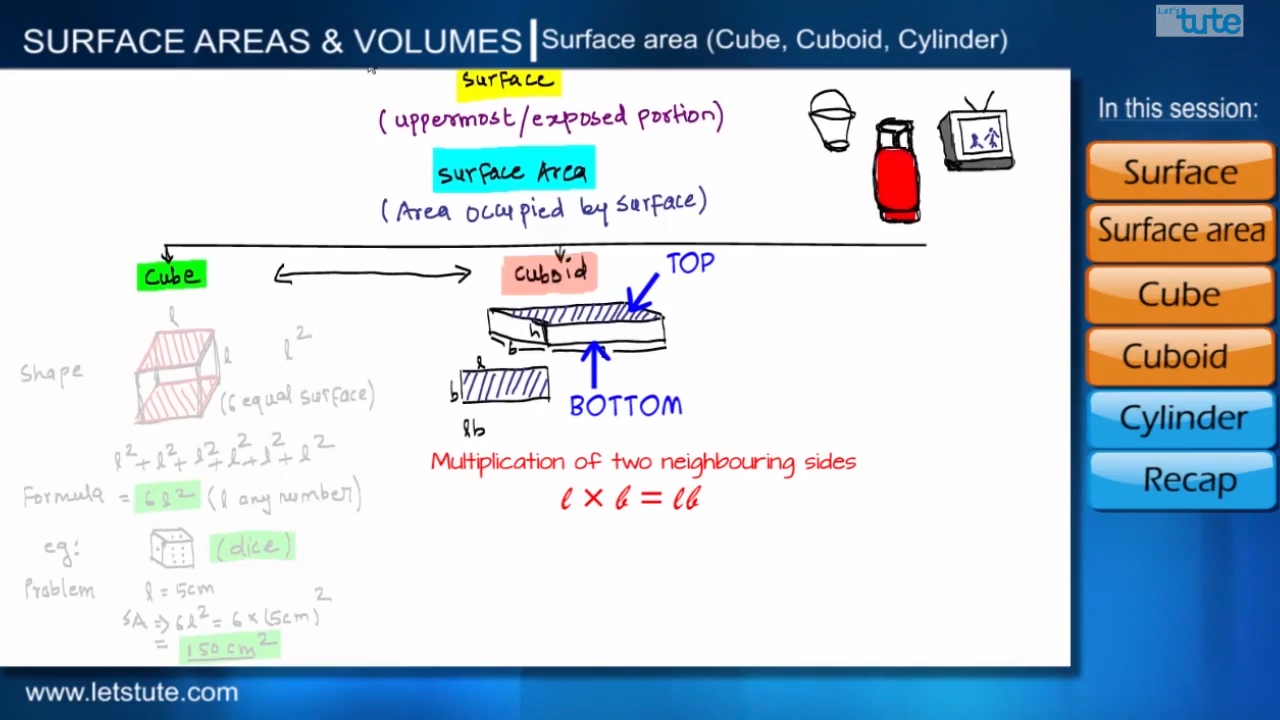 Let's
tute
SURFACE AREAS & VOLUMES | Surface area (Cube, Cuboid, Cylinder)
Surface
(uppermost/exposed portion)
Surface Area
(Area occupied by surface)
Cube
Cuboid
TOP
h
b
l
b
BOTTOM
lb
Multiplication of two neighbouring sides
l × b = lb
l
l
l²
Shape
(6 equal surface)
l² + l² + l² + l² + l² + l²
Formula = 6l² (l any number)
eg: (dice)
Problem l = 5cm
SA => 6l² = 6 × (5cm)²
= 150 cm²
In this session:
Surface
Surface area
Cube
Cuboid
Cylinder
Recap
www.letstute.com